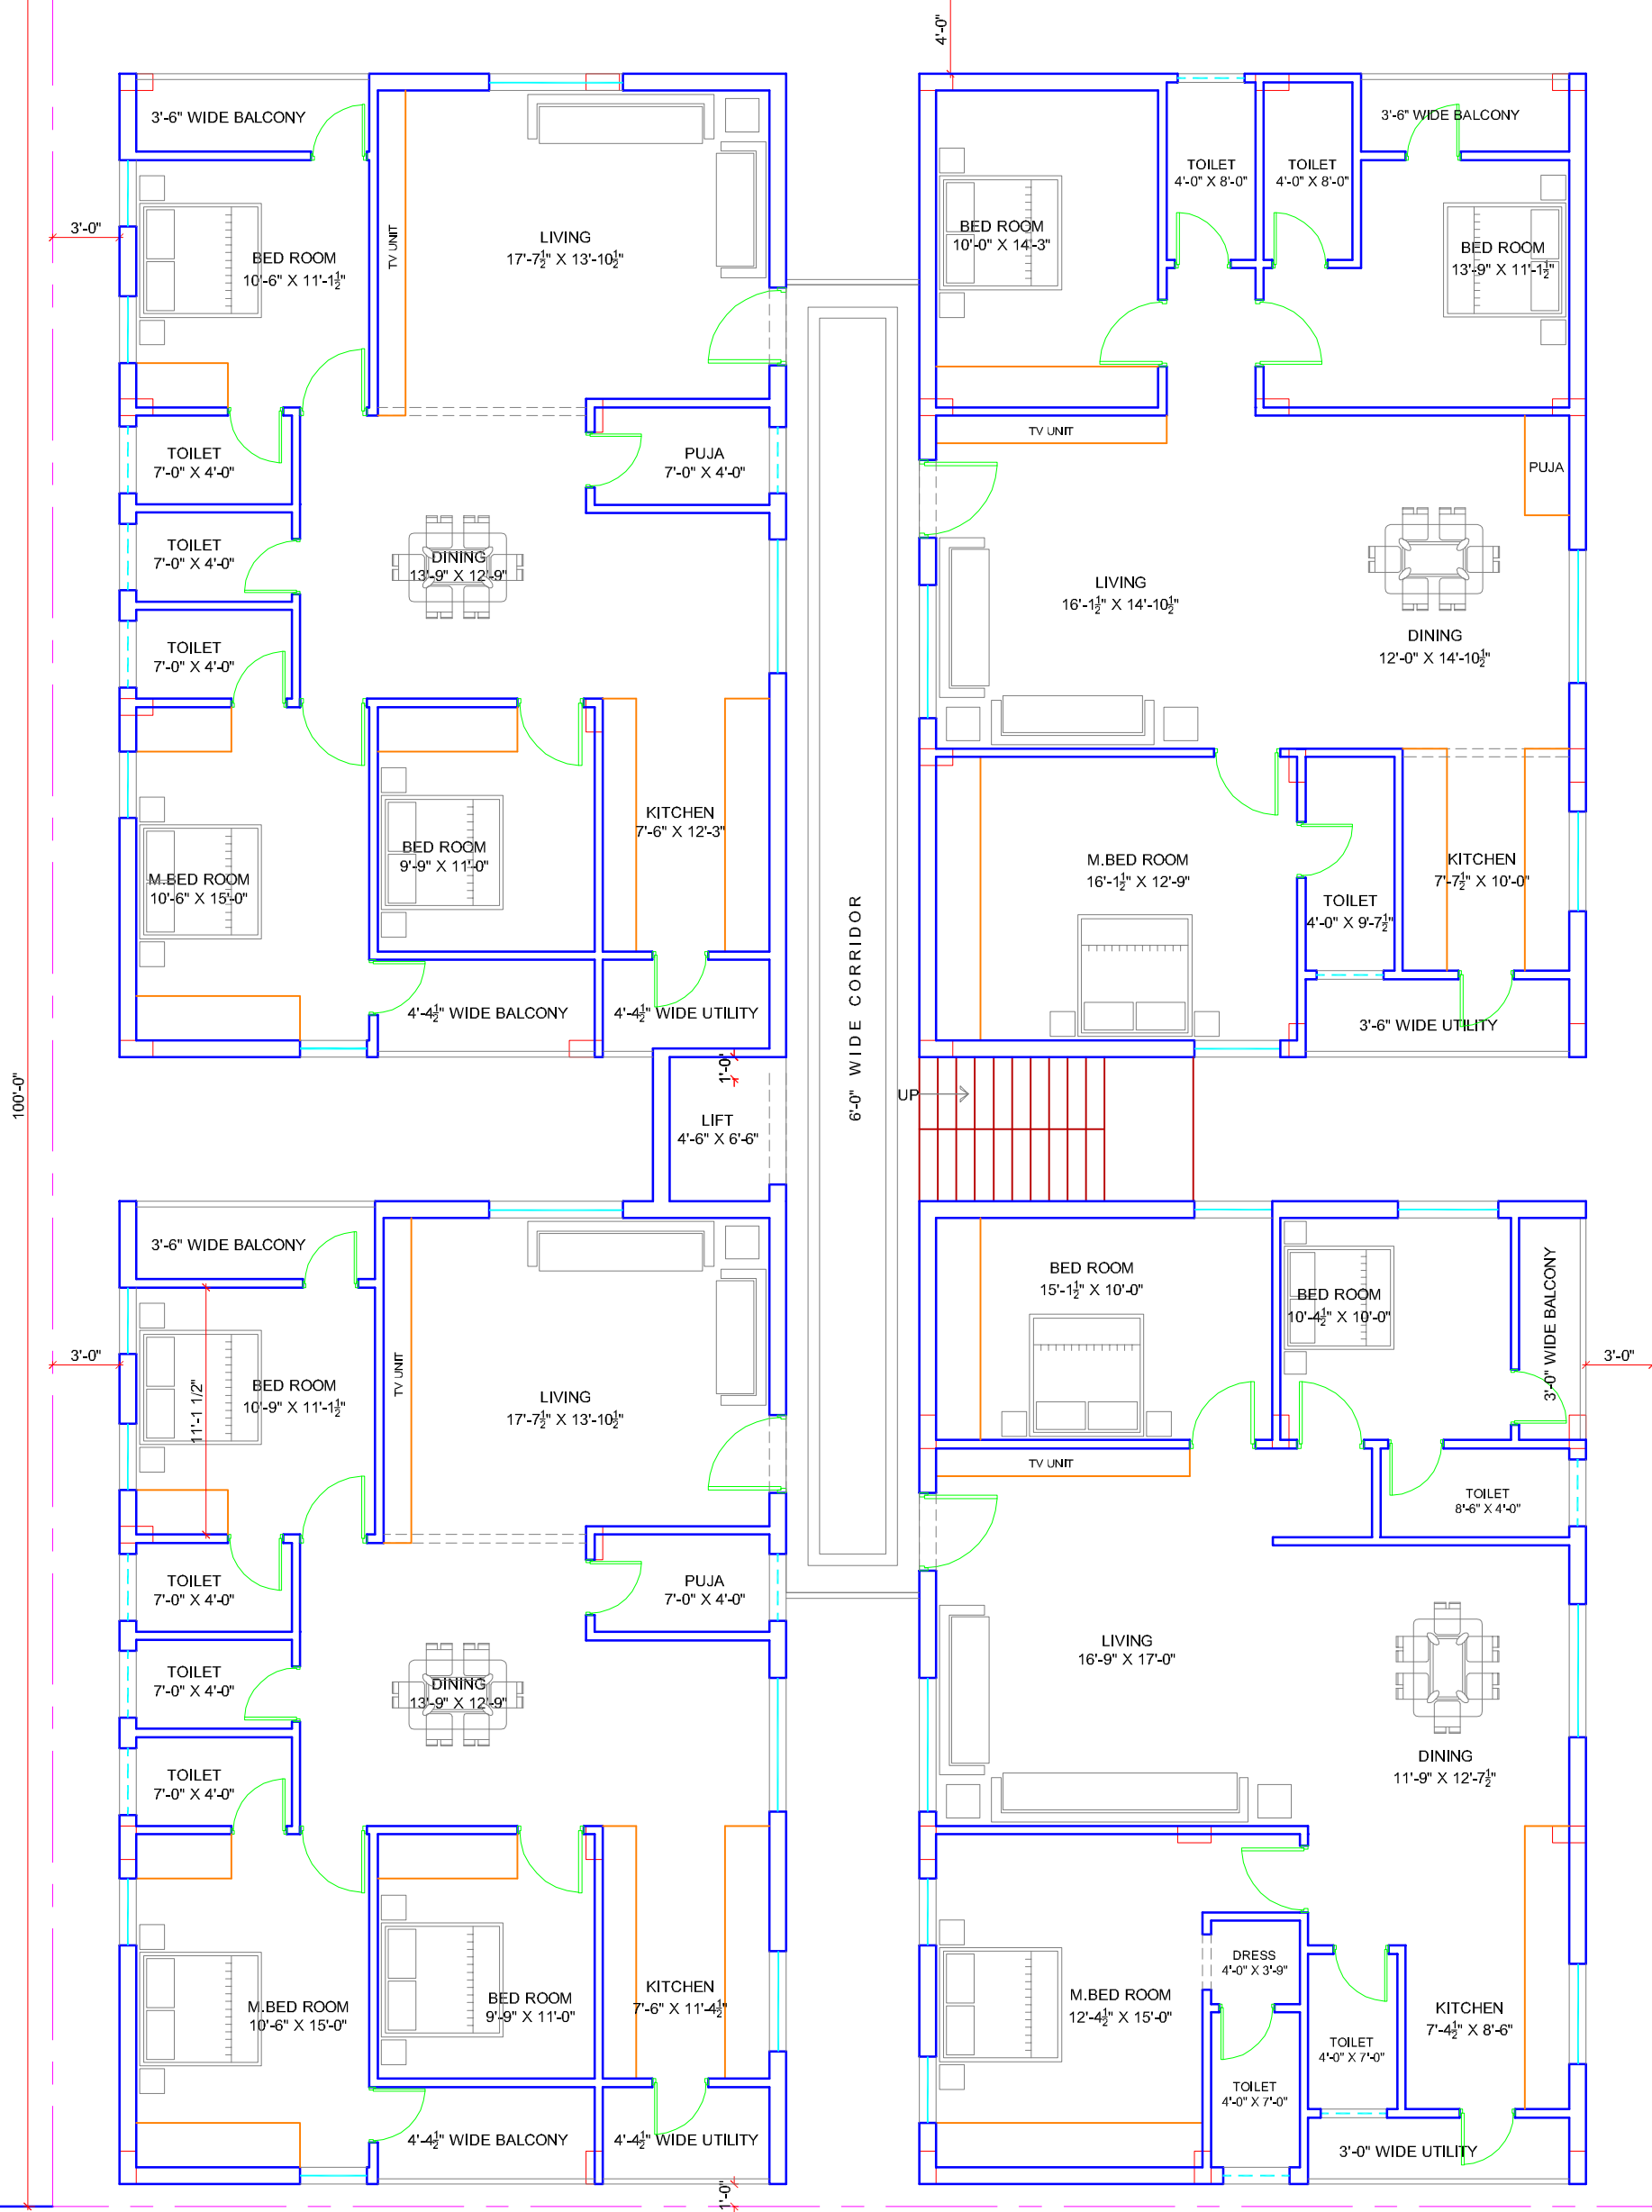 4'-0"
3'-6" WIDE BALCONY
3'-0"
BED ROOM
10'-6" X 11'-1½"
TV UNIT
LIVING
17'-7½" X 13'-10½"
TOILET
7'-0" X 4'-0"
PUJA
7'-0" X 4'-0"
TOILET
7'-0" X 4'-0"
DINING
13'-9" X 12'-9"
TOILET
7'-0" X 4'-0"
M.BED ROOM
10'-6" X 15'-0"
BED ROOM
9'-9" X 11'-0"
KITCHEN
7'-6" X 12'-3"
4'-4½" WIDE BALCONY
4'-4½" WIDE UTILITY
BED ROOM
10'-0" X 14'-3"
TOILET
4'-0" X 8'-0"
TOILET
4'-0" X 8'-0"
3'-6" WIDE BALCONY
BED ROOM
13'-9" X 11'-1½"
TV UNIT
PUJA
LIVING
16'-1½" X 14'-10½"
DINING
12'-0" X 14'-10½"
M.BED ROOM
16'-1½" X 12'-9"
TOILET
4'-0" X 9'-7½"
KITCHEN
7'-7½" X 10'-0"
3'-6" WIDE UTILITY
6'-0" WIDE CORRIDOR
100'-0"
1'-0"
LIFT
4'-6" X 6'-6"
UP
3'-6" WIDE BALCONY
3'-0"
BED ROOM
10'-9" X 11'-1½"
11'-1 1/2"
TV UNIT
LIVING
17'-7½" X 13'-10½"
TOILET
7'-0" X 4'-0"
PUJA
7'-0" X 4'-0"
TOILET
7'-0" X 4'-0"
DINING
13'-9" X 12'-9"
TOILET
7'-0" X 4'-0"
M.BED ROOM
10'-6" X 15'-0"
BED ROOM
9'-9" X 11'-0"
KITCHEN
7'-6" X 11'-4½"
4'-4½" WIDE BALCONY
4'-4½" WIDE UTILITY
1'-0"
BED ROOM
15'-1½" X 10'-0"
BED ROOM
10'-4½" X 10'-0"
3'-0" WIDE BALCONY
3'-0"
TV UNIT
TOILET
8'-6" X 4'-0"
LIVING
16'-9" X 17'-0"
DINING
11'-9" X 12'-7½"
M.BED ROOM
12'-4½" X 15'-0"
DRESS
4'-0" X 3'-9"
TOILET
4'-0" X 7'-0"
TOILET
4'-0" X 7'-0"
KITCHEN
7'-4½" X 8'-6"
3'-0" WIDE UTILITY